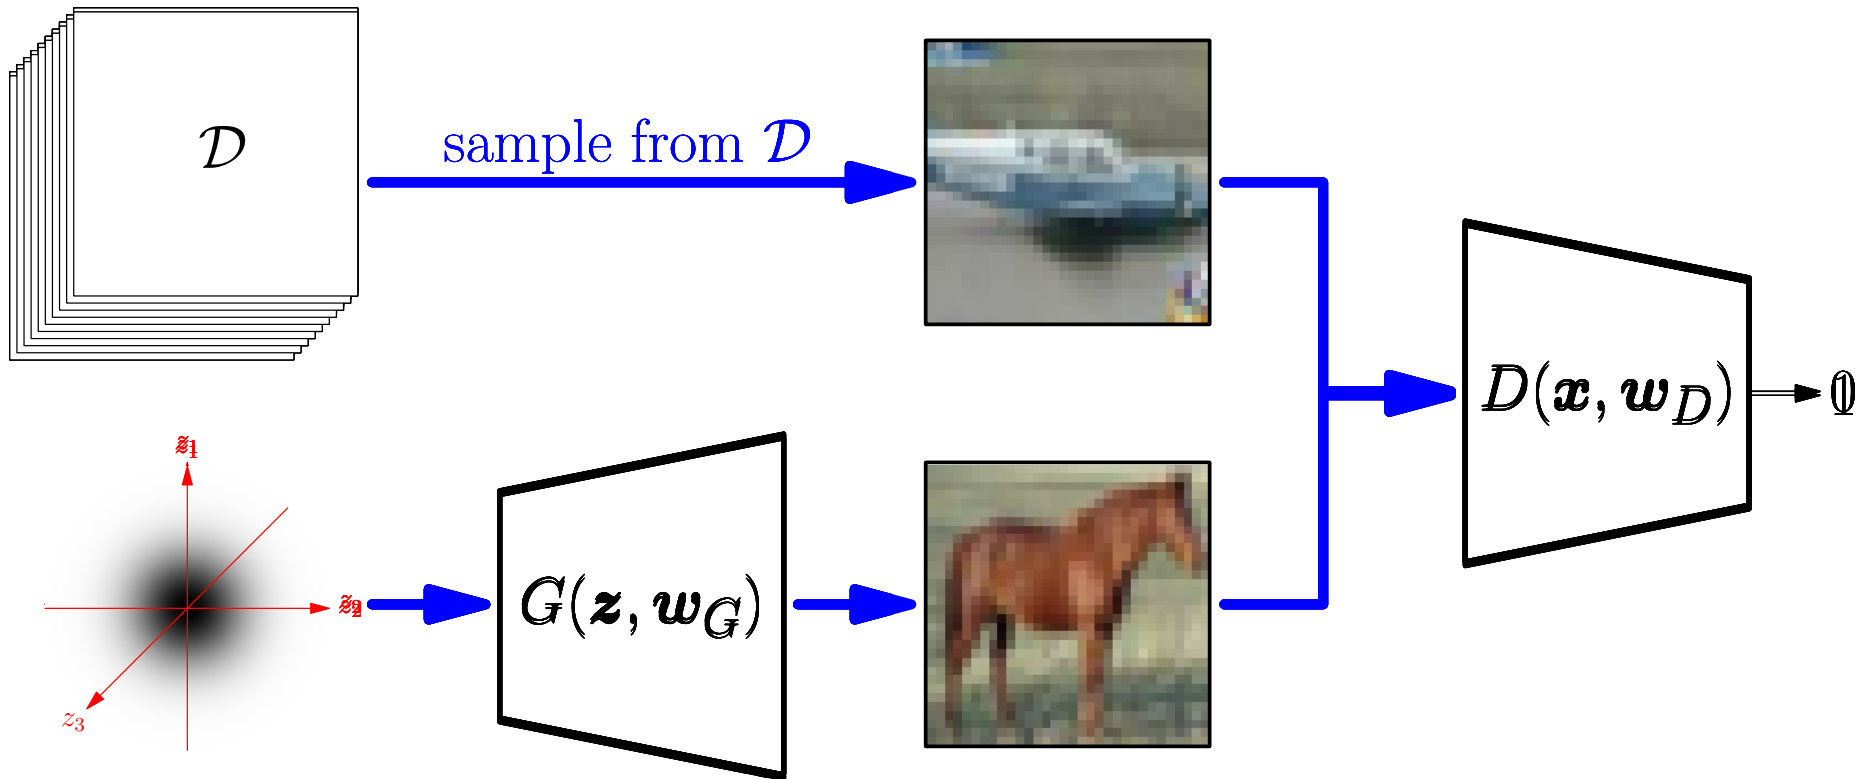 𝒟
sample from 𝒟
D(x, w_D)
G(z, w_G)
z_3